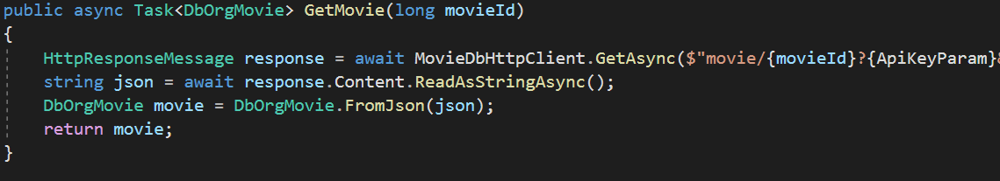 public async Task<DbOrgMovie> GetMovie(long movieId)
{
HttpResponseMessage response = await MovieDbHttpClient.GetAsync($"movie/{movieId}?{ApiKeyParam}&
string json = await response.Content.ReadAsStringAsync();
DbOrgMovie movie = DbOrgMovie.FromJson(json);
return movie;
}